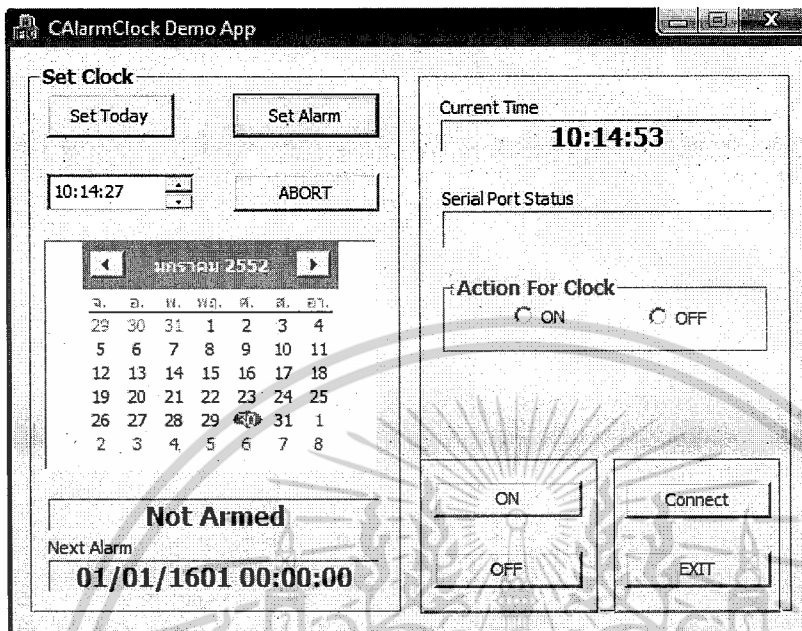 CAlarmClock Demo App
Set Clock
Set Today
Set Alarm
10:14:27
ABORT
มกราคม 2552
จ. อ. พ. พฤ. ศ. ส. อา.
29 30 31 1 2 3 4
5 6 7 8 9 10 11
12 13 14 15 16 17 18
19 20 21 22 23 24 25
26 27 28 29 30 31 1
2 3 4 5 6 7 8
Not Armed
Next Alarm
01/01/1601 00:00:00
Current Time
10:14:53
Serial Port Status
Action For Clock
ON OFF
ON
OFF
Connect
EXIT